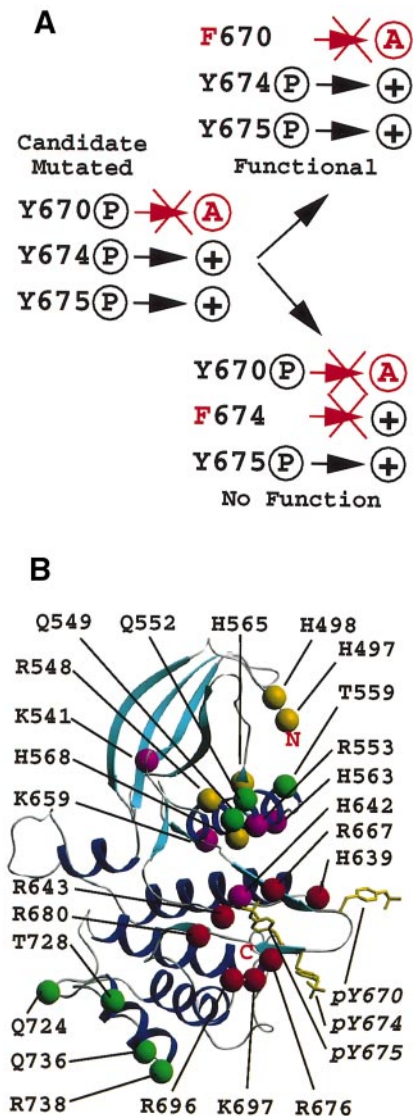 A
F670 A
Y674 P +
Y675 P +
Functional
Candidate
Mutated
Y670 P A
Y674 P +
Y675 P +
Y670 P A
F674 +
Y675 P +
No Function
B
Q549
Q552
H565
H498
R548
H497
K541
T559
H568
R553
K659
H563
N
H642
R667
R643
H639
R680
T728
C
pY670
Q724
pY674
pY675
Q736
R738
R696
K697
R676